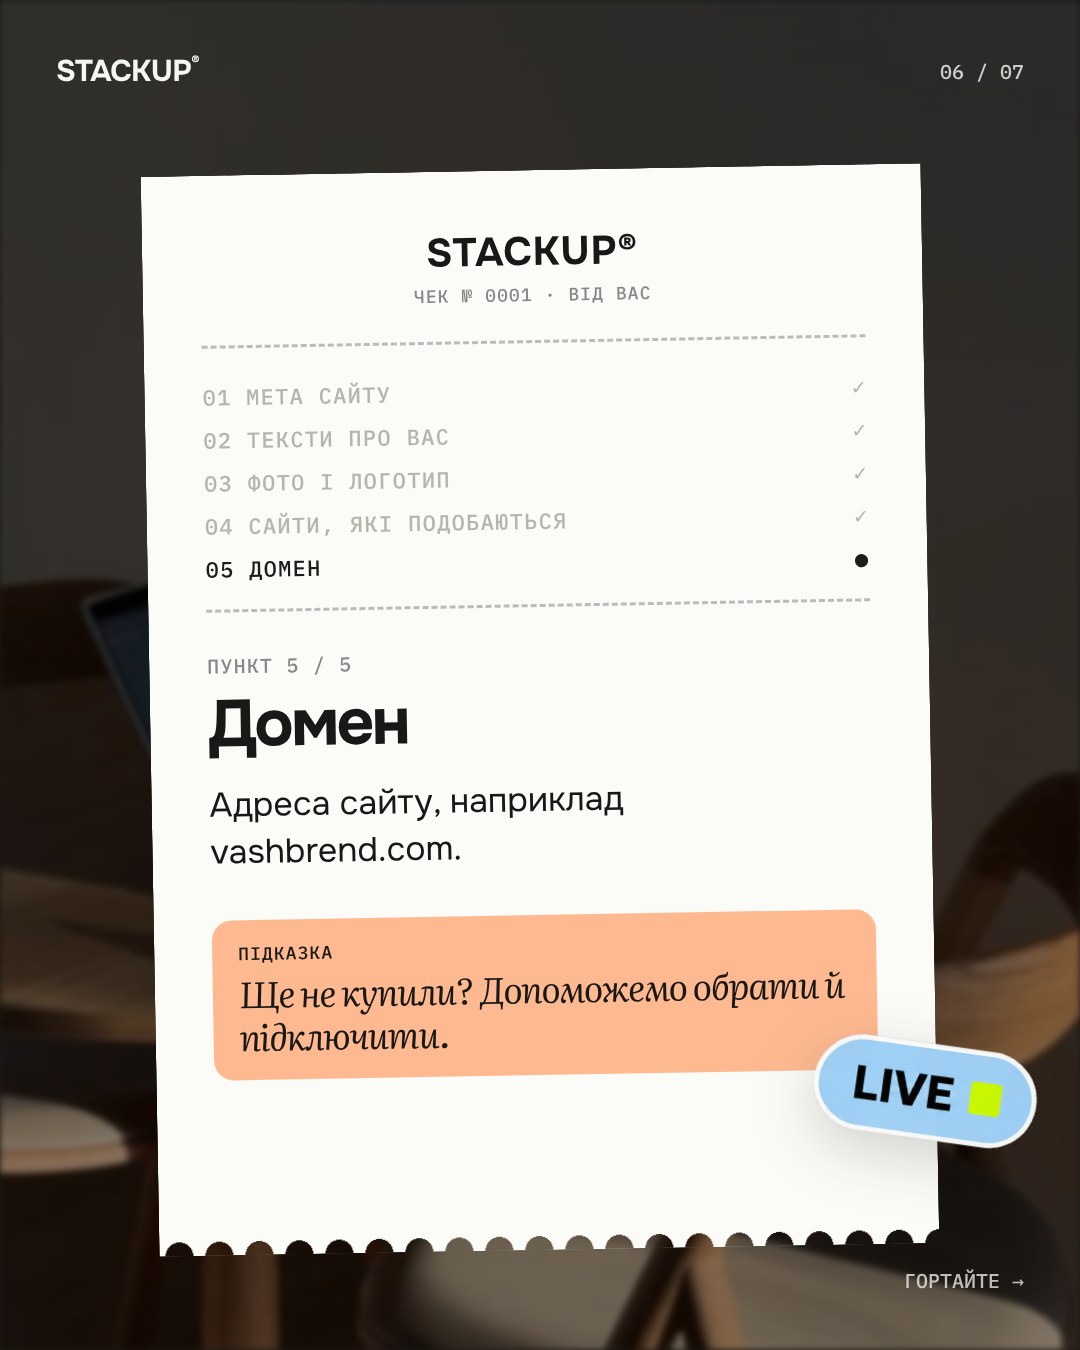 STACKUP®
06 / 07
STACKUP®
ЧЕК № 0001 · ВІД ВАС
01 МЕТА САЙТУ ✓
02 ТЕКСТИ ПРО ВАС ✓
03 ФОТО І ЛОГОТИП ✓
04 САЙТИ, ЯКІ ПОДОБАЮТЬСЯ ✓
05 ДОМЕН ●
ПУНКТ 5 / 5
Домен
Адреса сайту, наприклад
vashbrend.com.
ПІДКАЗКА
Ще не купили? Допоможемо обрати й
підключити.
LIVE
ГОРТАЙТЕ →